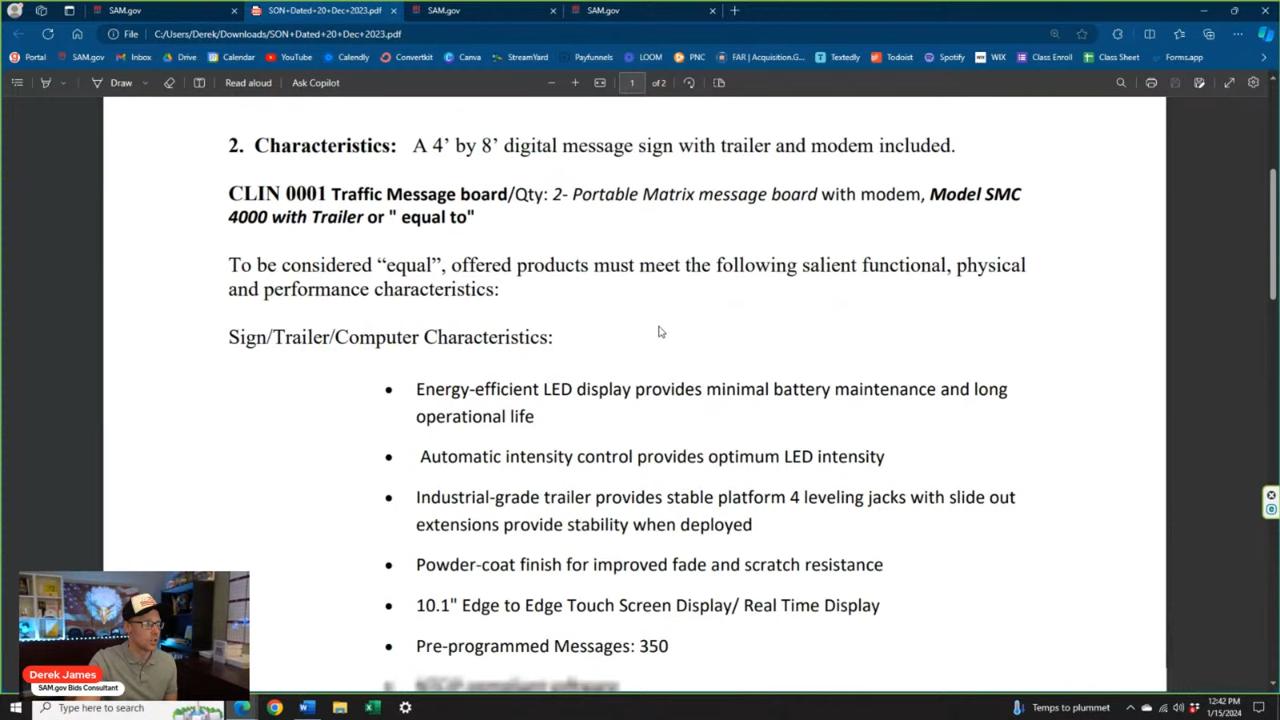 SAM.gov
SON+Dated+20+Dec+2023.pdf
SAM.gov
SAM.gov
File
C:/Users/Derek/Downloads/SON+Dated+20+Dec+2023.pdf
Portal
SAM.gov
Inbox
Drive
Calendar
YouTube
Calendly
Convertkit
Canva
StreamYard
Payfunnels
LOOM
PNC
FAR | Acquisition.G...
Textedly
Todoist
Spotify
WIX
Class Enroll
Class Sheet
Forms.app
Draw
Read aloud
Ask Copilot
1 of 2
2. Characteristics: A 4’ by 8’ digital message sign with trailer and modem included.
CLIN 0001 Traffic Message board/Qty: 2- Portable Matrix message board with modem, Model SMC
4000 with Trailer or " equal to"
To be considered “equal”, offered products must meet the following salient functional, physical
and performance characteristics:
Sign/Trailer/Computer Characteristics:
• Energy-efficient LED display provides minimal battery maintenance and long
operational life
• Automatic intensity control provides optimum LED intensity
• Industrial-grade trailer provides stable platform 4 leveling jacks with slide out
extensions provide stability when deployed
• Powder-coat finish for improved fade and scratch resistance
• 10.1" Edge to Edge Touch Screen Display/ Real Time Display
• Pre-programmed Messages: 350
Derek James
SAM.gov Bids Consultant
Type here to search
Temps to plummet
12:42 PM
1/15/2024